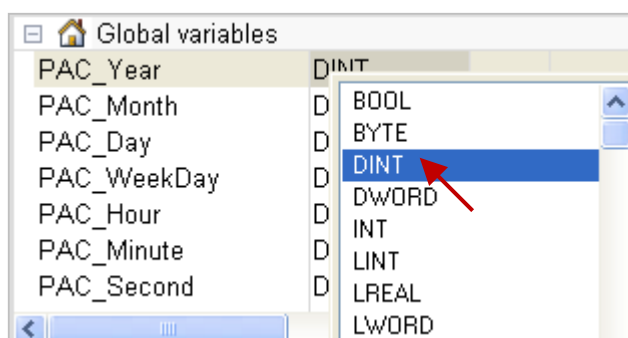 Global variables
PAC_Year DINT
PAC_Month D
PAC_Day D
PAC_WeekDay D
PAC_Hour D
PAC_Minute D
PAC_Second D
BOOL
BYTE
DINT
DWORD
INT
LINT
LREAL
LWORD